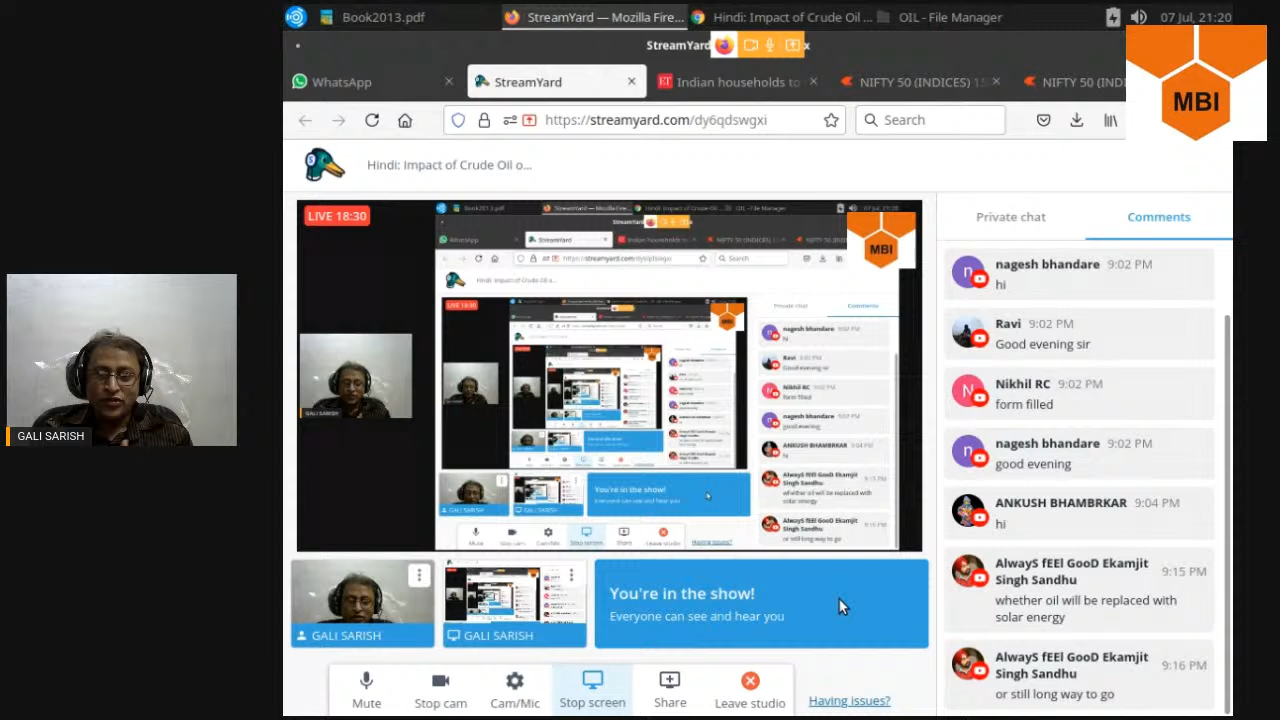 Book2013.pdf
StreamYard — Mozilla Fire...
Hindi: Impact of Crude Oil ...
OIL - File Manager
07 Jul, 21:20
StreamYard
x
MBI
WhatsApp
StreamYard
ET
Indian households to
NIFTY 50 (INDICES) 1
NIFTY 50 (IND
https://streamyard.com/dy6qdswgxi
Search
Hindi: Impact of Crude Oil o...
LIVE 18:30
Private chat
Comments
nagesh bhandare 9:02 PM
hi
Ravi 9:02 PM
Good evening sir
Nikhil RC 9:02 PM
form filled
nagesh bhandare 9:02 PM
good evening
ANKUSH BHAMBRKAR 9:04 PM
hi
AlwayS fEEl GooD Ekamjit
Singh Sandhu 9:15 PM
whether oil will be replaced with
solar energy
AlwayS fEEl GooD Ekamjit
Singh Sandhu 9:16 PM
or still long way to go
GALI SARISH
GALI SARISH
GALI SARISH
You're in the show!
Everyone can see and hear you
Mute
Stop cam
Cam/Mic
Stop screen
Share
Leave studio
Having issues?